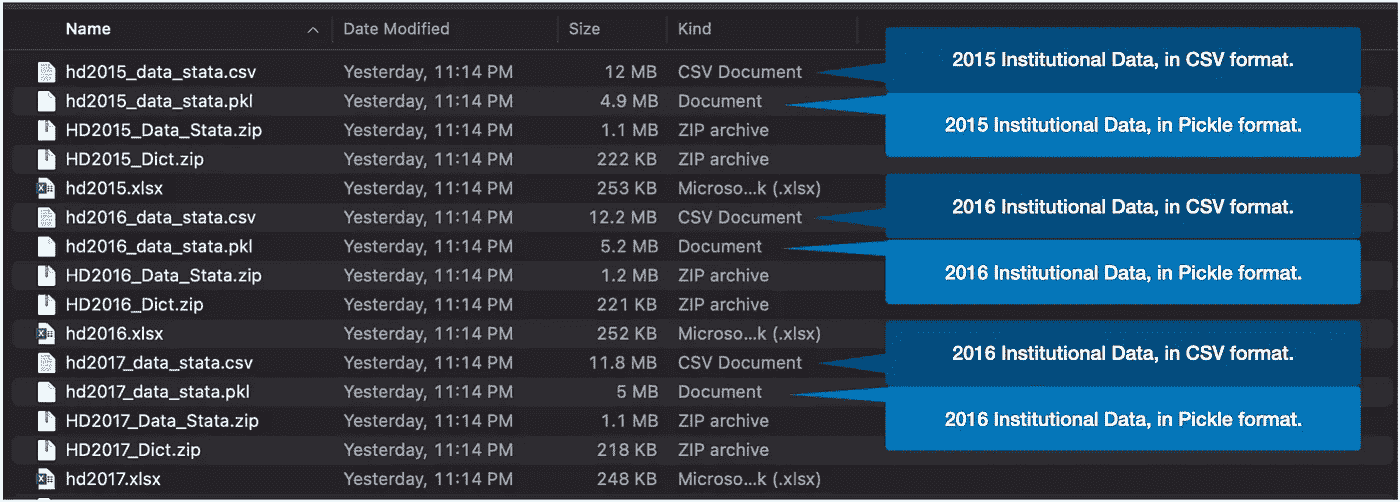 Name Date Modified Size Kind
hd2015_data_stata.csv Yesterday, 11:14 PM 12 MB CSV Document 2015 Institutional Data, in CSV format.
hd2015_data_stata.pkl Yesterday, 11:14 PM 4.9 MB Document 2015 Institutional Data, in Pickle format.
HD2015_Data_Stata.zip Yesterday, 11:14 PM 1.1 MB ZIP archive
HD2015_Dict.zip Yesterday, 11:14 PM 222 KB ZIP archive
hd2015.xlsx Yesterday, 11:14 PM 253 KB Microso...k (.xlsx)
hd2016_data_stata.csv Yesterday, 11:14 PM 12.2 MB CSV Document 2016 Institutional Data, in CSV format.
hd2016_data_stata.pkl Yesterday, 11:14 PM 5.2 MB Document 2016 Institutional Data, in Pickle format.
HD2016_Data_Stata.zip Yesterday, 11:14 PM 1.2 MB ZIP archive
HD2016_Dict.zip Yesterday, 11:14 PM 221 KB ZIP archive
hd2016.xlsx Yesterday, 11:14 PM 252 KB Microso...k (.xlsx)
hd2017_data_stata.csv Yesterday, 11:14 PM 11.8 MB CSV Document 2016 Institutional Data, in CSV format.
hd2017_data_stata.pkl Yesterday, 11:14 PM 5 MB Document 2016 Institutional Data, in Pickle format.
HD2017_Data_Stata.zip Yesterday, 11:14 PM 1.1 MB ZIP archive
HD2017_Dict.zip Yesterday, 11:14 PM 218 KB ZIP archive
hd2017.xlsx Yesterday, 11:14 PM 248 KB Microso...k (.xlsx)